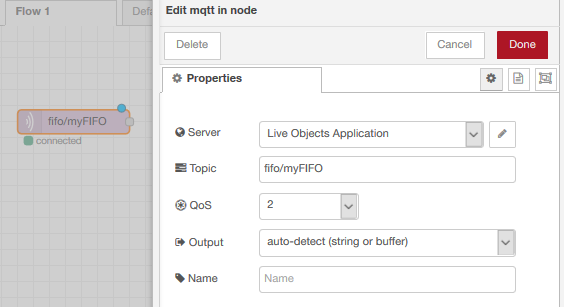 Flow 1
Defa
Edit mqtt in node
Delete
Cancel
Done
Properties
fifo/myFIFO
connected
Server
Live Objects Application
Topic
fifo/myFIFO
QoS
2
Output
auto-detect (string or buffer)
Name
Name